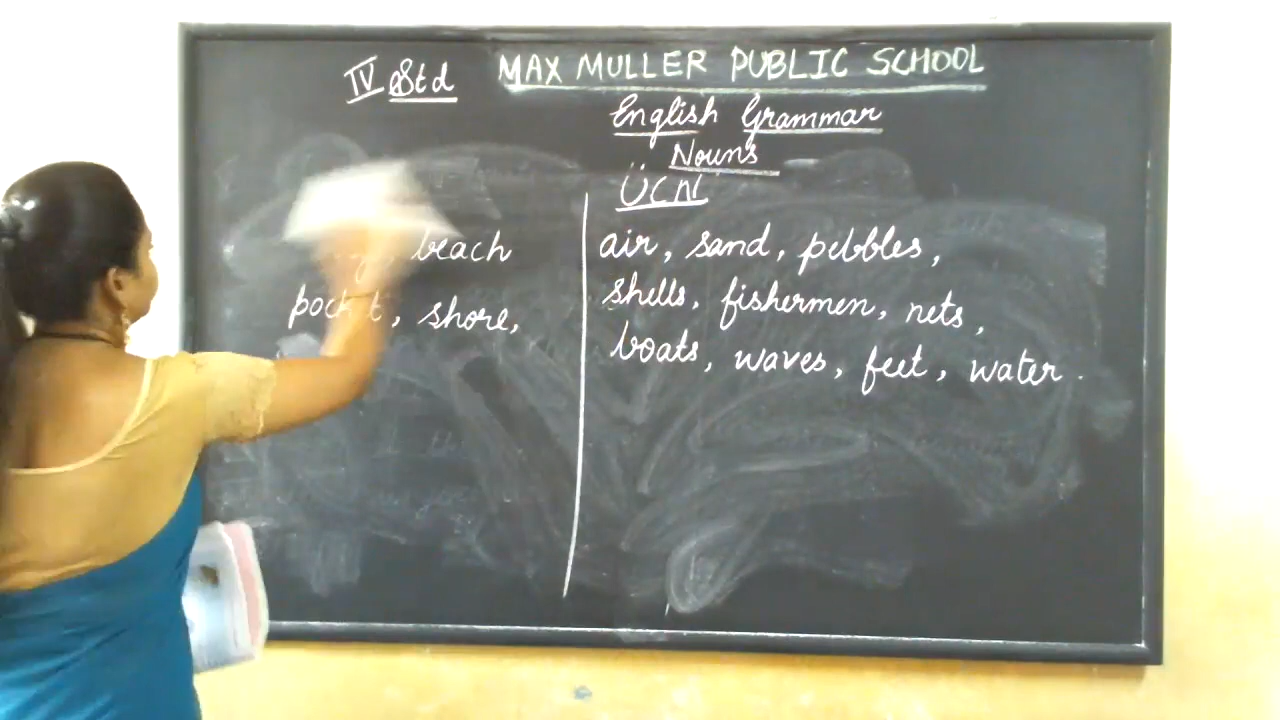 IV Std
MAX MULLER PUBLIC SCHOOL
English Grammar
Nouns
UCN
beach
shore,
air, sand, pebbles,
shells, fishermen, nets,
boats, waves, feet, water.